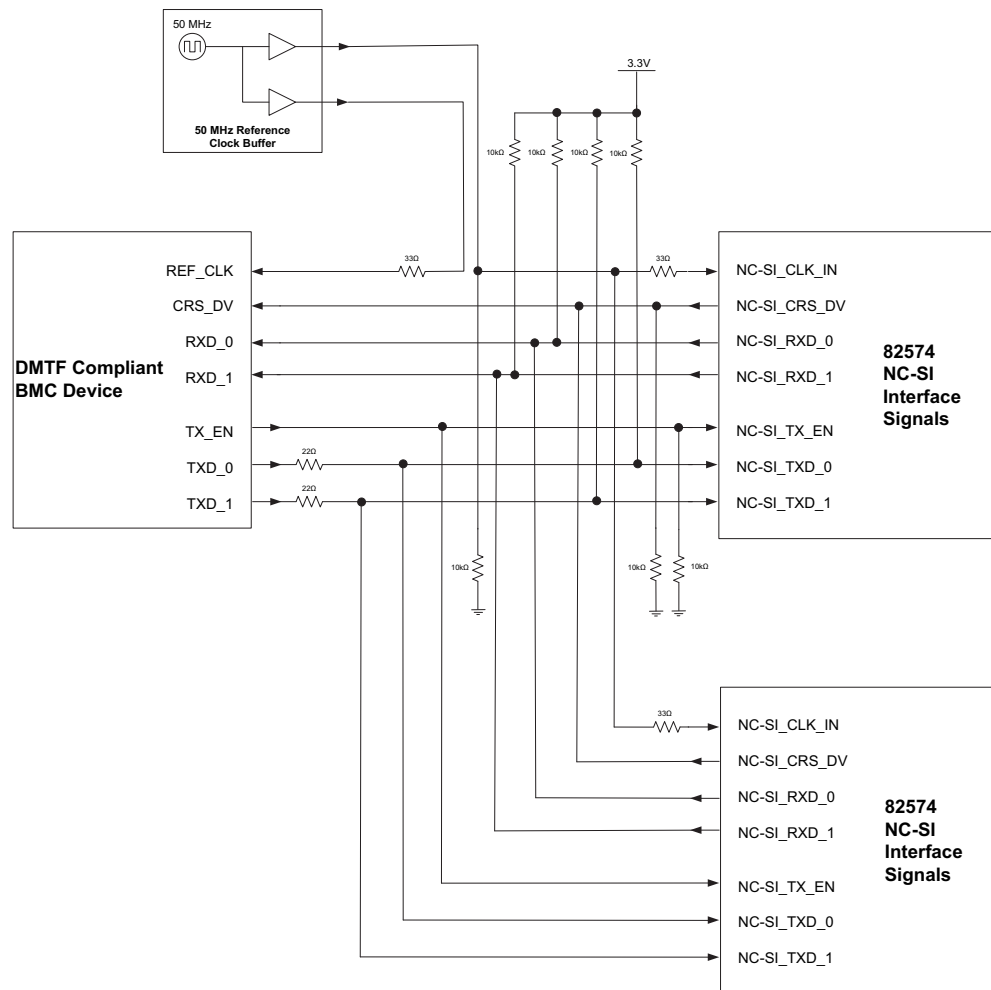 50 MHz
50 MHz Reference
Clock Buffer
3.3V
10kΩ
10kΩ
10kΩ
10kΩ
DMTF Compliant
BMC Device
REF_CLK
CRS_DV
RXD_0
RXD_1
TX_EN
TXD_0
TXD_1
33Ω
33Ω
22Ω
22Ω
NC-SI_CLK_IN
NC-SI_CRS_DV
NC-SI_RXD_0
NC-SI_RXD_1
NC-SI_TX_EN
NC-SI_TXD_0
NC-SI_TXD_1
82574
NC-SI
Interface
Signals
10kΩ
10kΩ
10kΩ
33Ω
NC-SI_CLK_IN
NC-SI_CRS_DV
NC-SI_RXD_0
NC-SI_RXD_1
NC-SI_TX_EN
NC-SI_TXD_0
NC-SI_TXD_1
82574
NC-SI
Interface
Signals